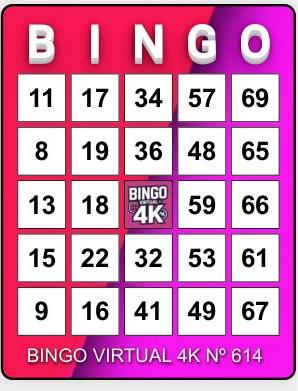 BINGO
11 17 34 57 69
8 19 36 48 65
13 18 BINGO VIRTUAL 4K 59 66
15 22 32 53 61
9 16 41 49 67
BINGO VIRTUAL 4K Nº 614